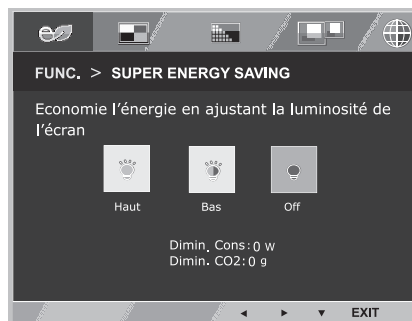 FUNC. > SUPER ENERGY SAVING
Economie l'énergie en ajustant la luminosité de
l'écran
Haut Bas Off
Dimin. Cons:0 W
Dimin. CO2:0 g
EXIT